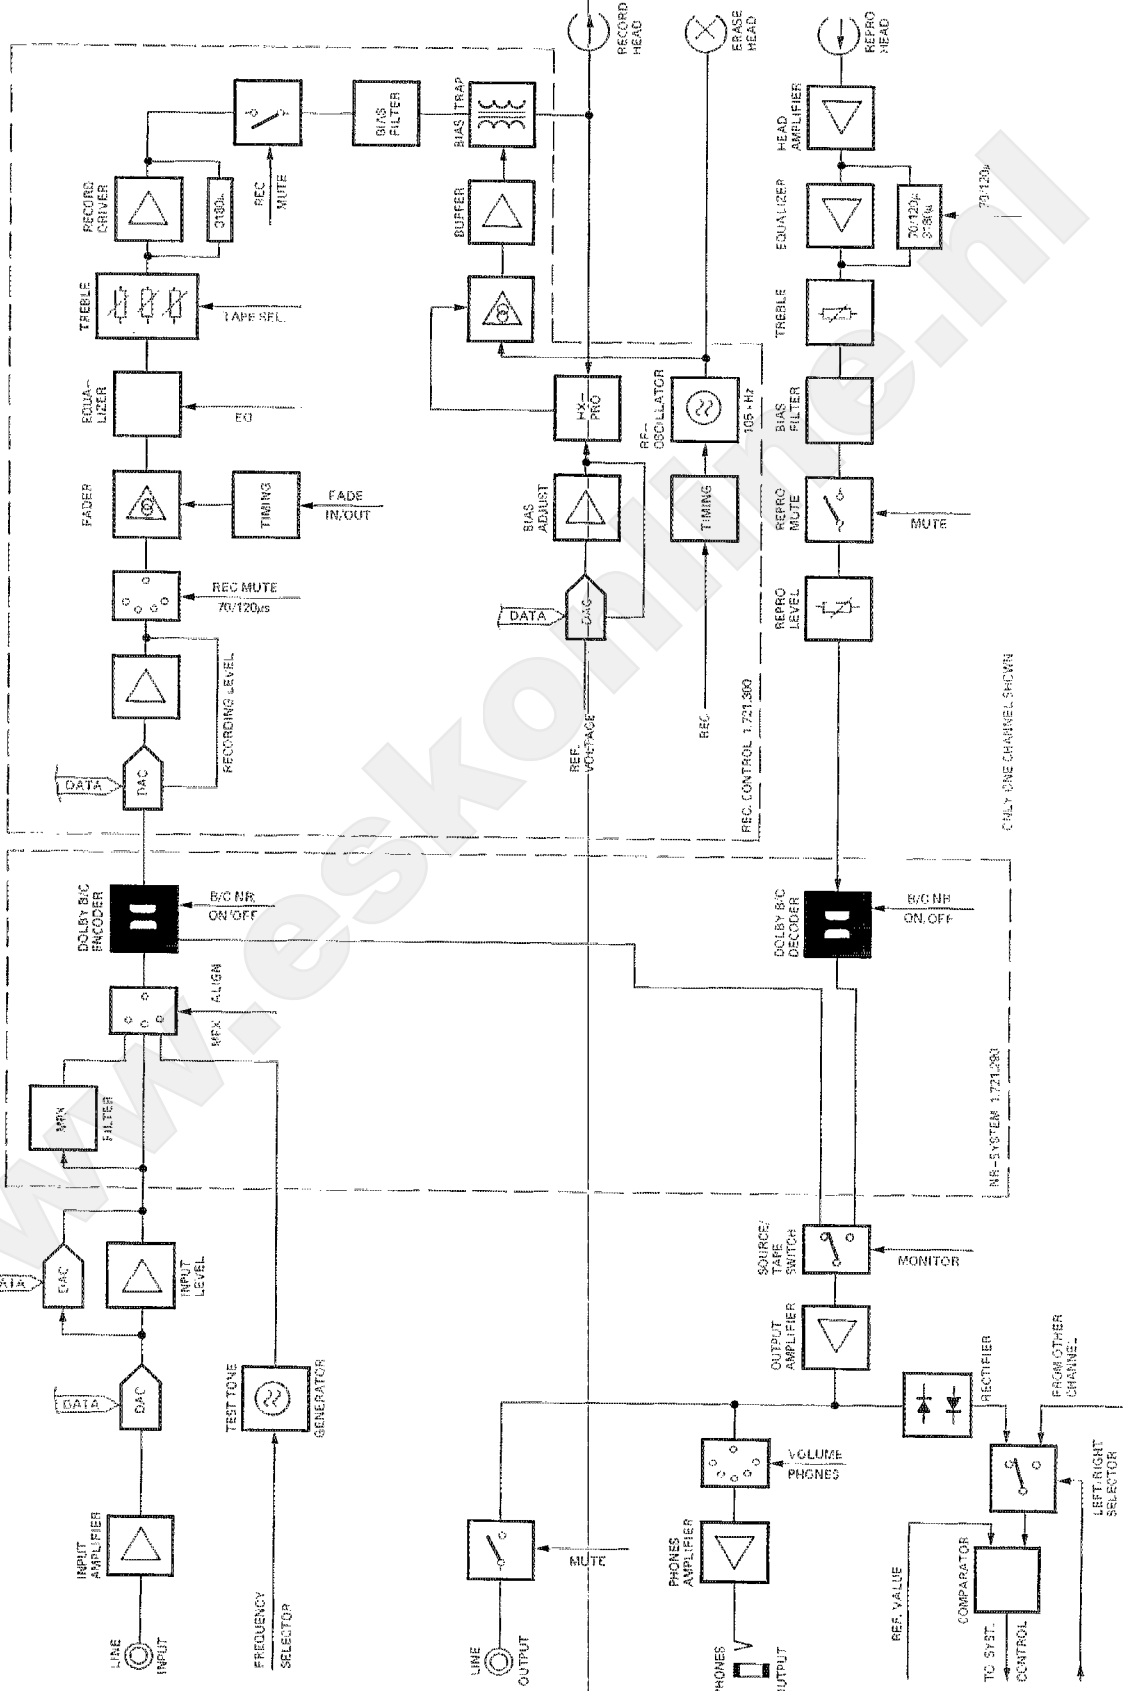 RECORD
HEAD
ERASE
HEAD
REPRO
HEAD
HEAD
AMPLIFIER
BIAS TRAP
BIAS
FILTER
REC
MUTE
RECORD
DRIVER
3180µ
BUFFER
EQUALIZER
70/120µ
3180µ
70/120µ
TREBLE
TAPE SEL.
TREBLE
EQUA-
LIZER
EQ
HX-
PRO
RF-
OSCILLATOR
BIAS
FILTER
FADER
TIMING
FADE
IN/OUT
BIAS
ADJUST
TIMING
REPRO
MUTE
MUTE
REC MUTE
70/120µs
DATA
DAC
REPRO
LEVEL
RECORDING LEVEL
DATA
DAC
REF.
VOLTAGE
REC.
REC. CONTROL 1.721.300
ONLY ONE CHANNEL SHOWN
DOLBY B/C
ENCODER
B/C NR
ON/OFF
DOLBY B/C
DECODER
B/C NR
ON/OFF
MPX ALIGN
MPX
FILTER
NR-SYSTEM 1.721.290
DAC
INPUT
LEVEL
SOURCE/
TAPE
SWITCH
MONITOR
OUTPUT
AMPLIFIER
DATA
DAC
TEST TONE
GENERATOR
RECTIFIER
FROM OTHER
CHANNEL
VOLUME
PHONES
LEFT/RIGHT
SELECTOR
INPUT
AMPLIFIER
MUTE
PHONES
AMPLIFIER
REF. VALUE
COMPARATOR
LINE
INPUT
FREQUENCY
SELECTOR
LINE
OUTPUT
TO SYST.
CONTROL
www.eskonline.nl